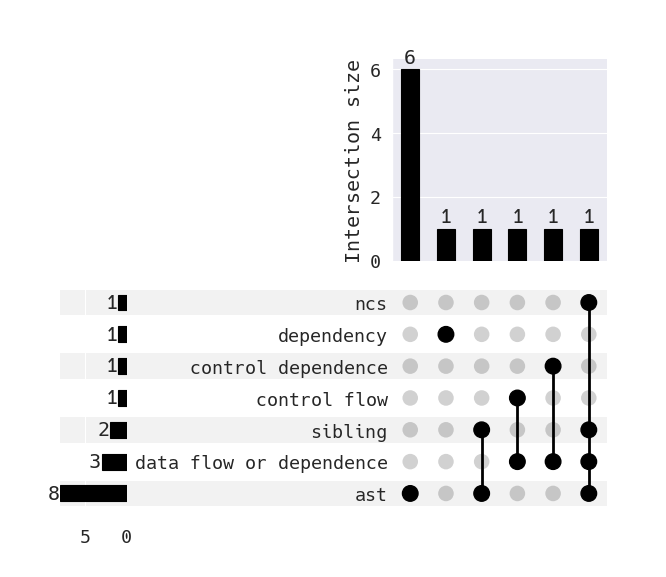 6
6
4
2
0
Intersection size
1 1 1 1 1
1 ncs
1 dependency
1 control dependence
1 control flow
2 sibling
3 data flow or dependence
8 ast
5 0